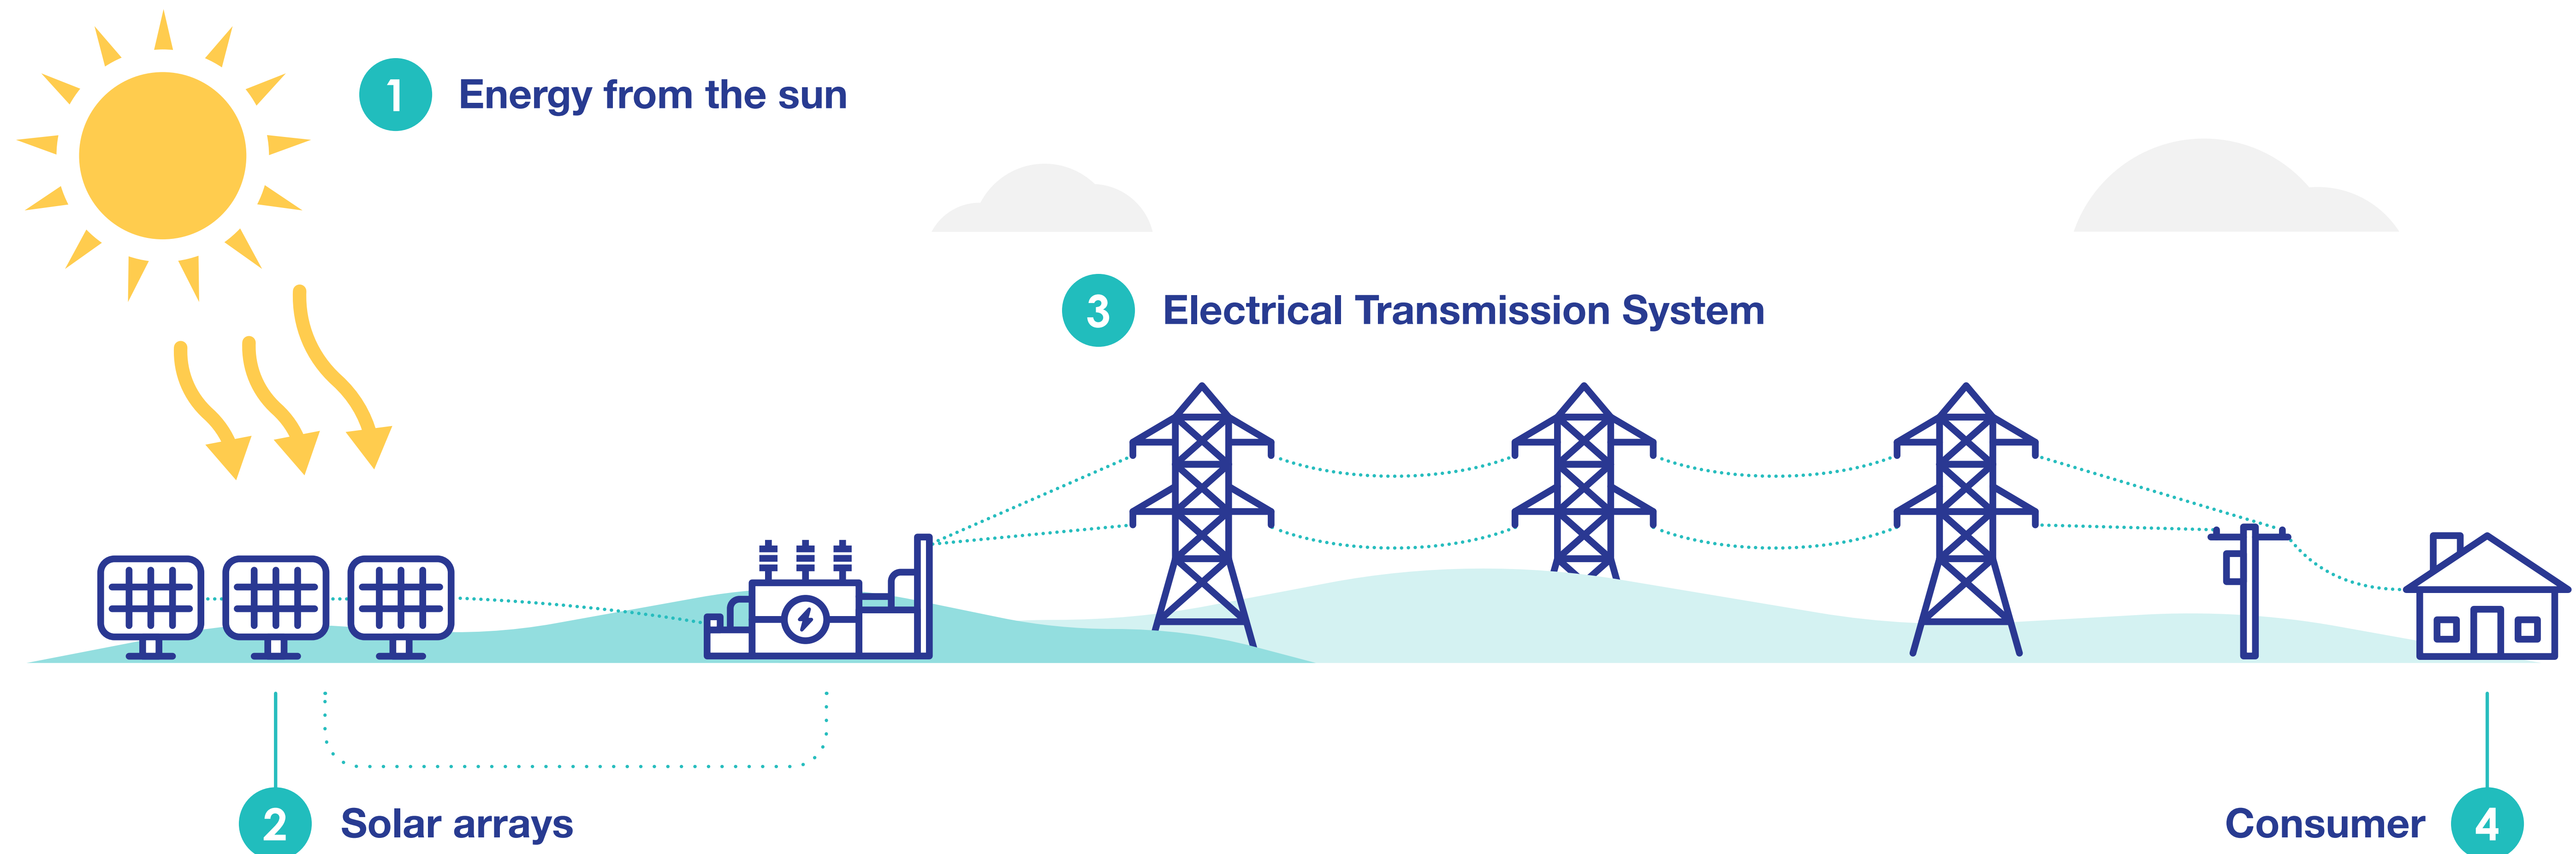 1 Energy from the sun
3 Electrical Transmission System
2 Solar arrays
Consumer 4